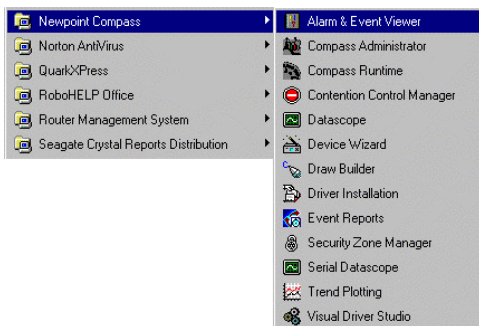 Newpoint Compass
Norton AntiVirus
QuarkXPress
RoboHELP Office
Router Management System
Seagate Crystal Reports Distribution
Alarm & Event Viewer
Compass Administrator
Compass Runtime
Contention Control Manager
Datascope
Device Wizard
Draw Builder
Driver Installation
Event Reports
Security Zone Manager
Serial Datascope
Trend Plotting
Visual Driver Studio